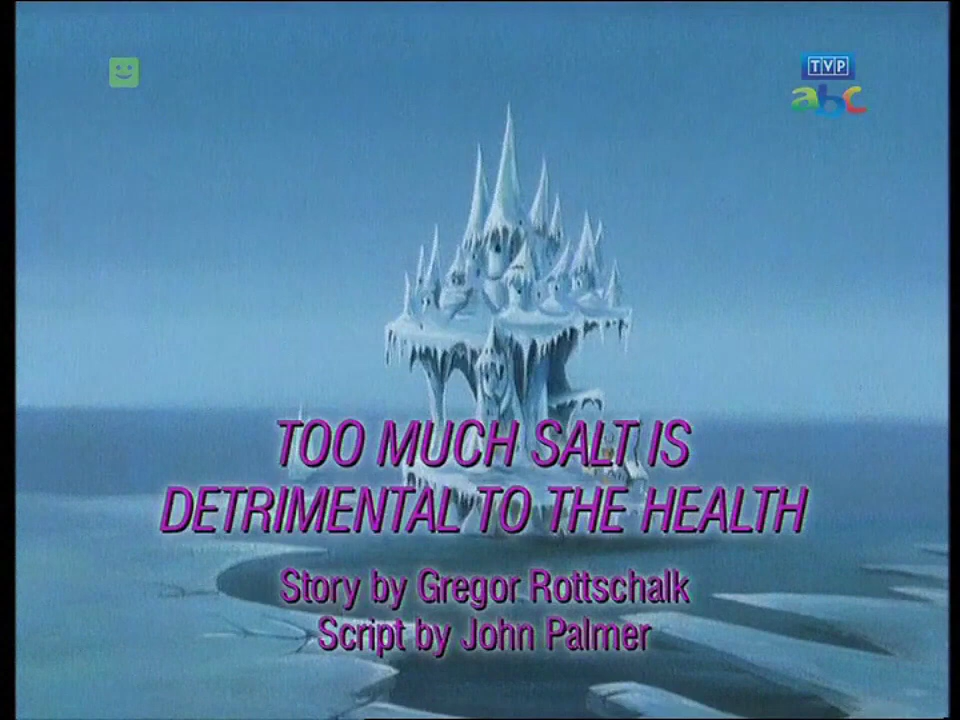 TVP
abc
TOO MUCH SALT IS
DETRIMENTAL TO THE HEALTH
Story by Gregor Rottschalk
Script by John Palmer